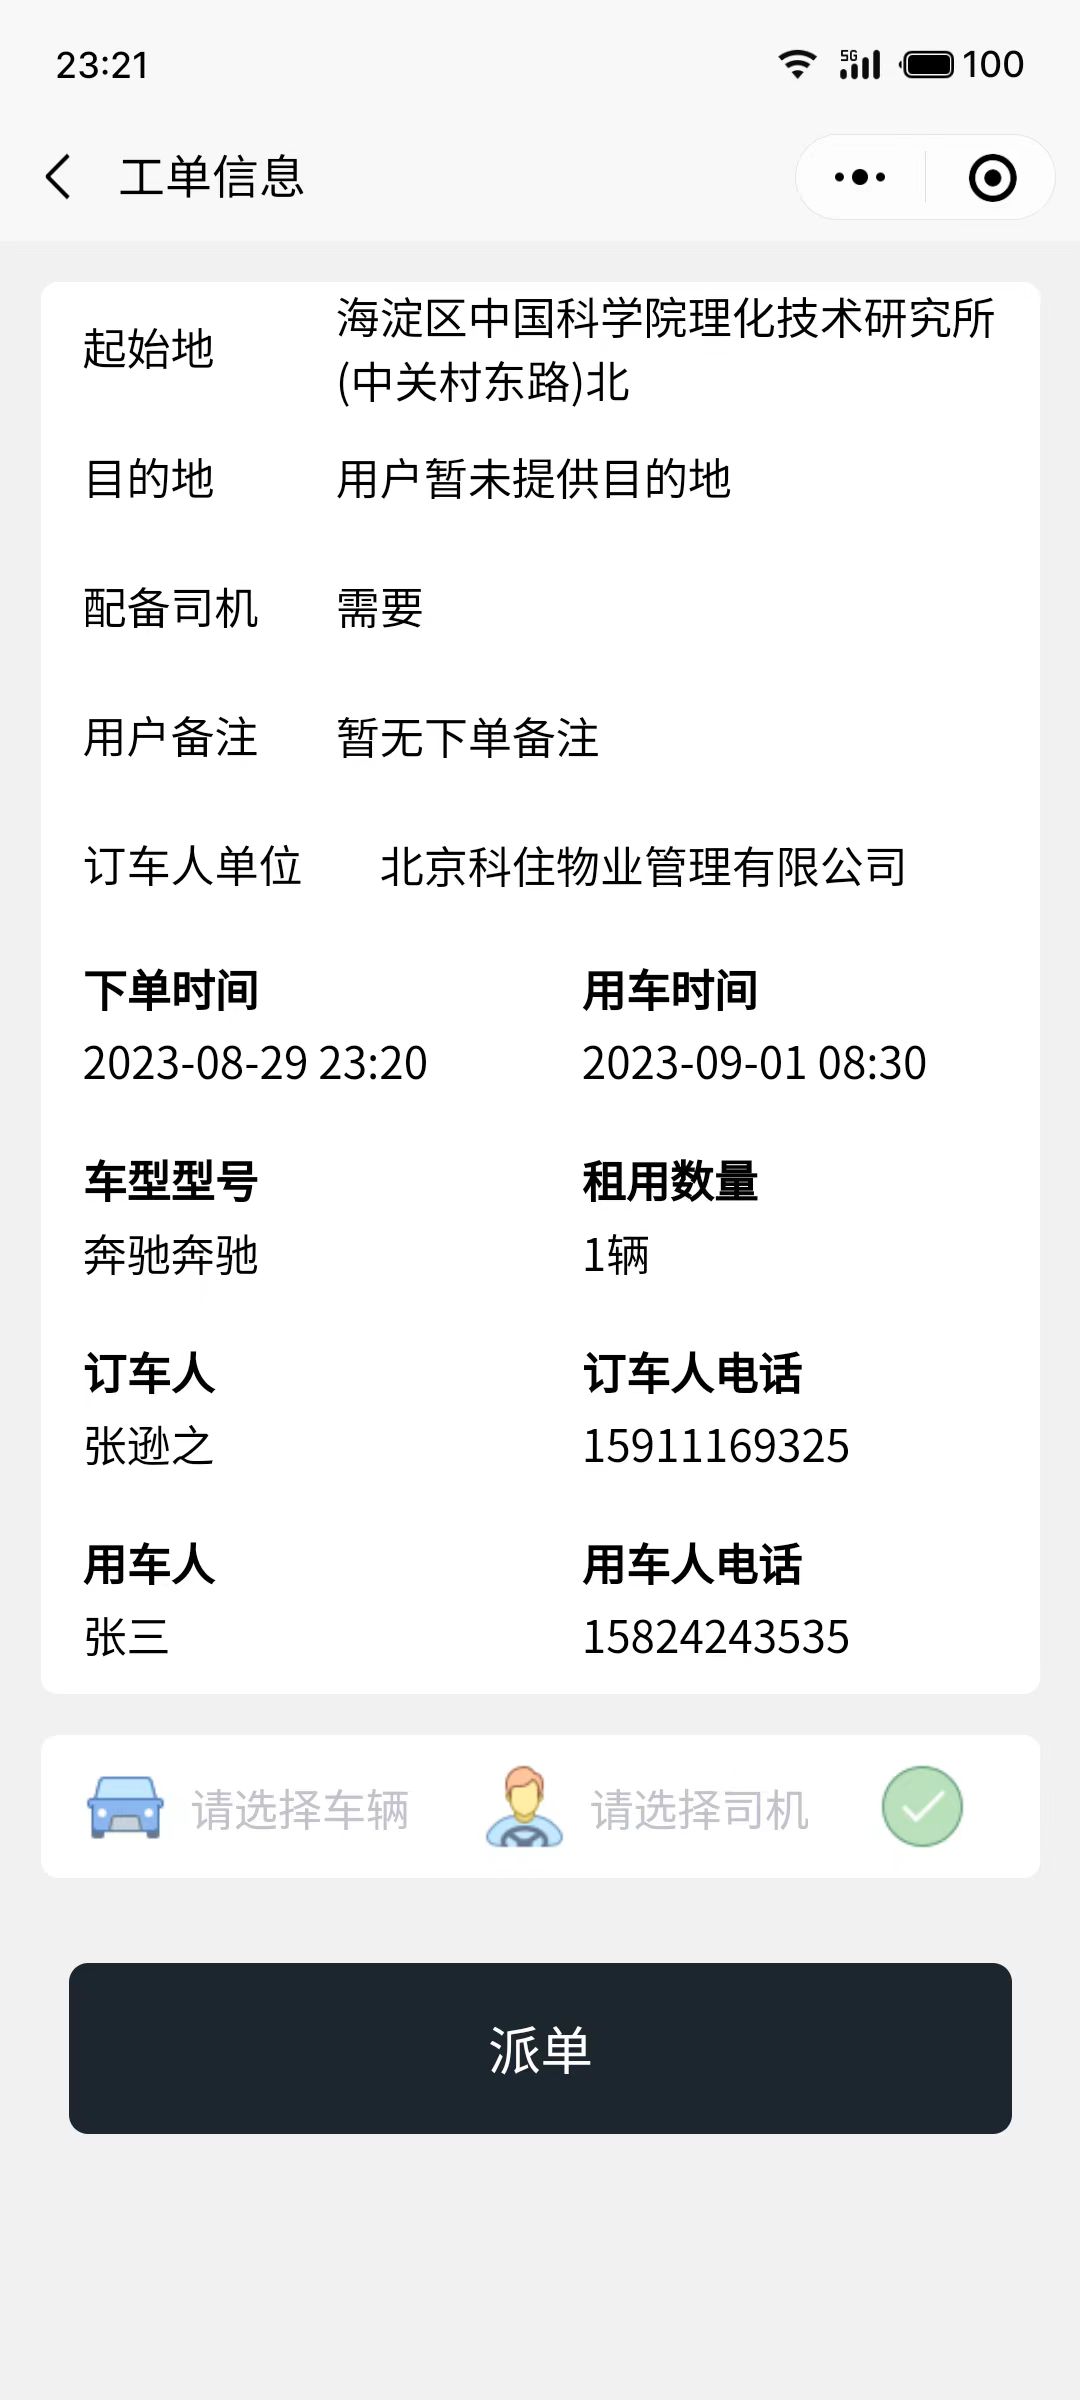 23:21
5G
100
工单信息
起始地
海淀区中国科学院理化技术研究所
(中关村东路)北
目的地 用户暂未提供目的地
配备司机 需要
用户备注 暂无下单备注
订车人单位 北京科住物业管理有限公司
下单时间 用车时间
2023-08-29 23:20 2023-09-01 08:30
车型型号 租用数量
奔驰奔驰 1辆
订车人 订车人电话
张逊之 15911169325
用车人 用车人电话
张三 15824243535
请选择车辆 请选择司机
派单